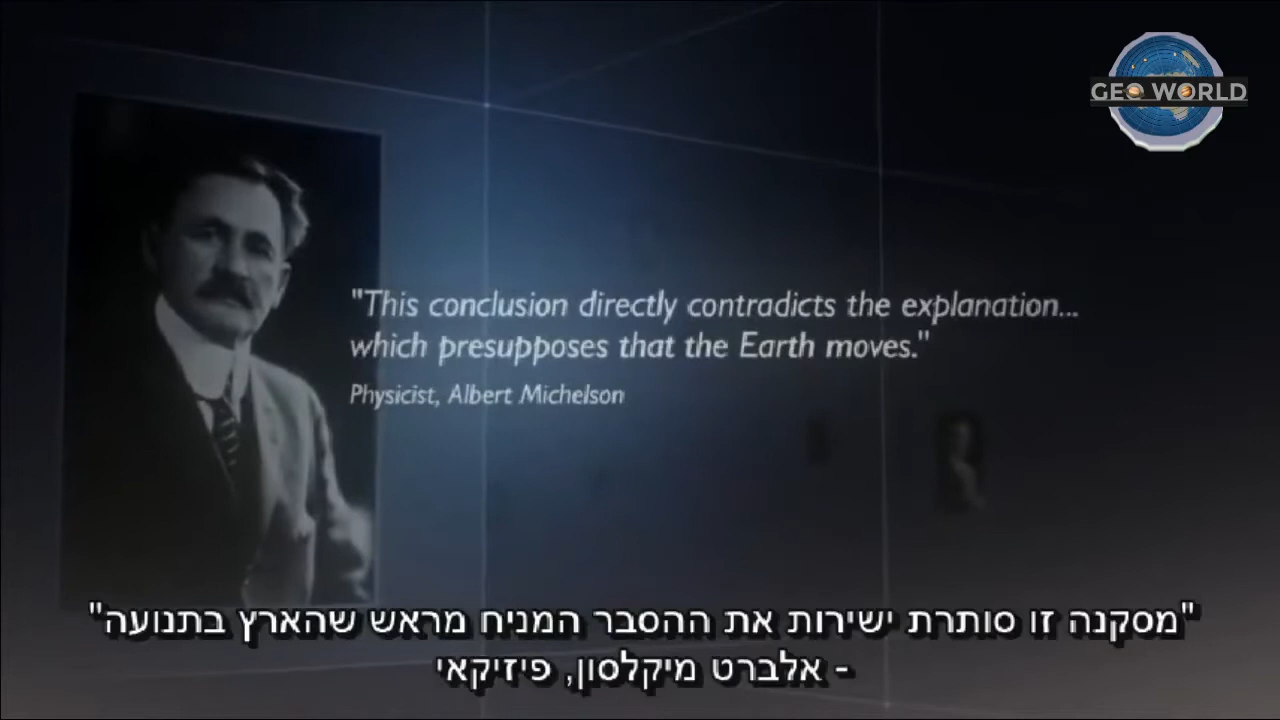 GEO WORLD
"This conclusion directly contradicts the explanation...
which presupposes that the Earth moves."
Physicist, Albert Michelson
"מסקנה זו סותרת ישירות את ההסבר המניח מראש שהארץ בתנועה"
- אלברט מיקלסון, פיזיקאי